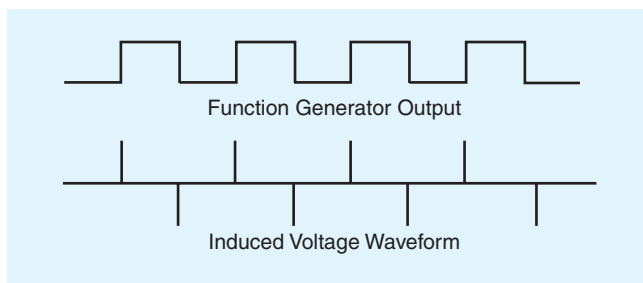 Function Generator Output
Induced Voltage Waveform